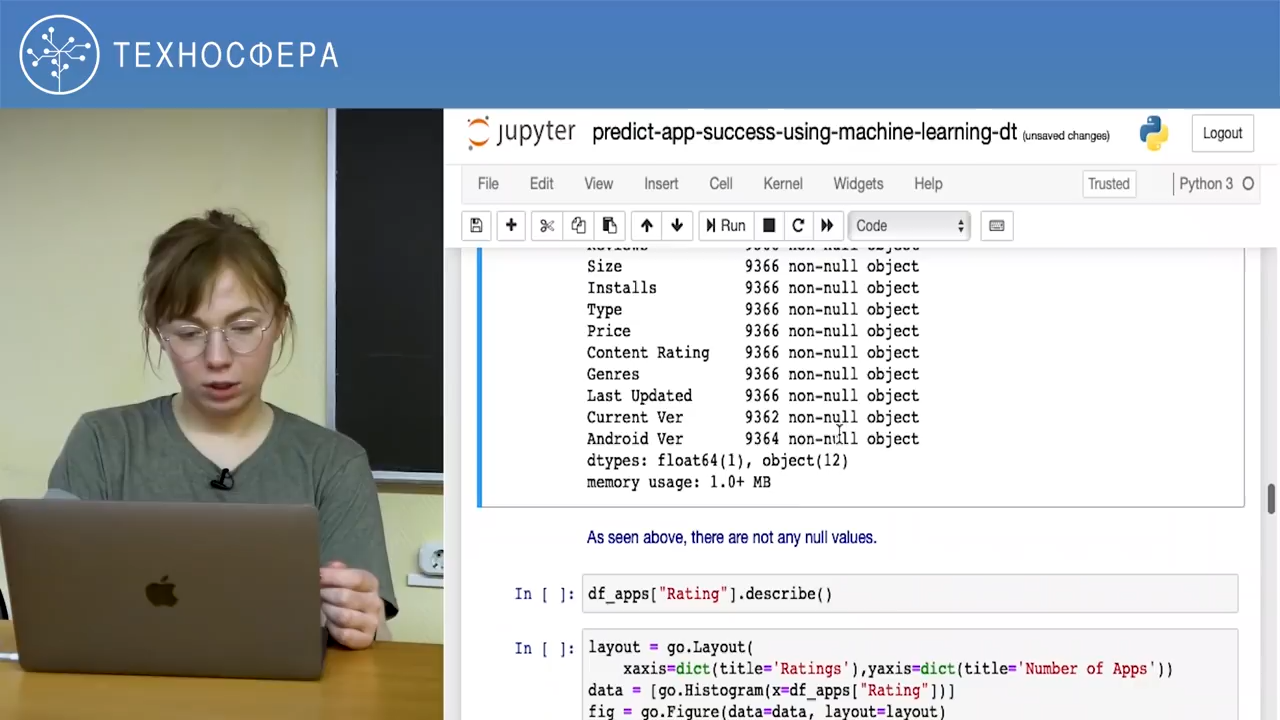 ТЕХНОСФЕРА
jupyter predict-app-success-using-machine-learning-dt (unsaved changes) Logout
File Edit View Insert Cell Kernel Widgets Help Trusted Python 3
Run Code
Reviews 9366 non-null object
Size 9366 non-null object
Installs 9366 non-null object
Type 9366 non-null object
Price 9366 non-null object
Content Rating 9366 non-null object
Genres 9366 non-null object
Last Updated 9366 non-null object
Current Ver 9362 non-null object
Android Ver 9364 non-null object
dtypes: float64(1), object(12)
memory usage: 1.0+ MB
As seen above, there are not any null values.
In [ ]: df_apps["Rating"].describe()
In [ ]: layout = go.Layout(
xaxis=dict(title='Ratings'),yaxis=dict(title='Number of Apps'))
data = [go.Histogram(x=df_apps["Rating"])]
fig = go.Figure(data=data, layout=layout)